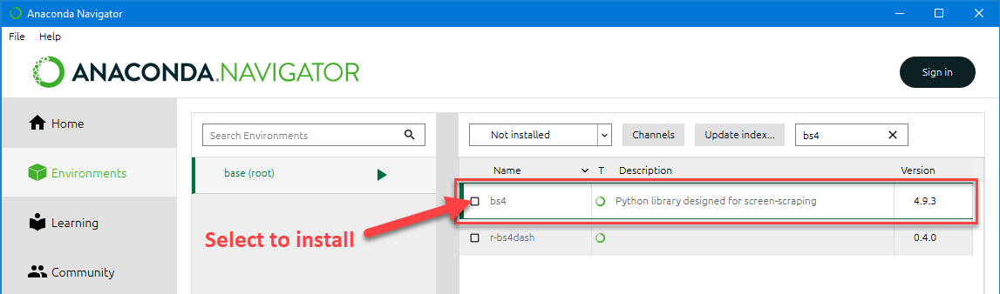 Anaconda Navigator
File Help
ANACONDA.NAVIGATOR
Sign in
Home
Environments
Learning
Community
Search Environments
base (root)
Not installed
Channels
Update index...
bs4
Name T Description Version
bs4 Python library designed for screen-scraping 4.9.3
r-bs4dash 0.4.0
Select to install